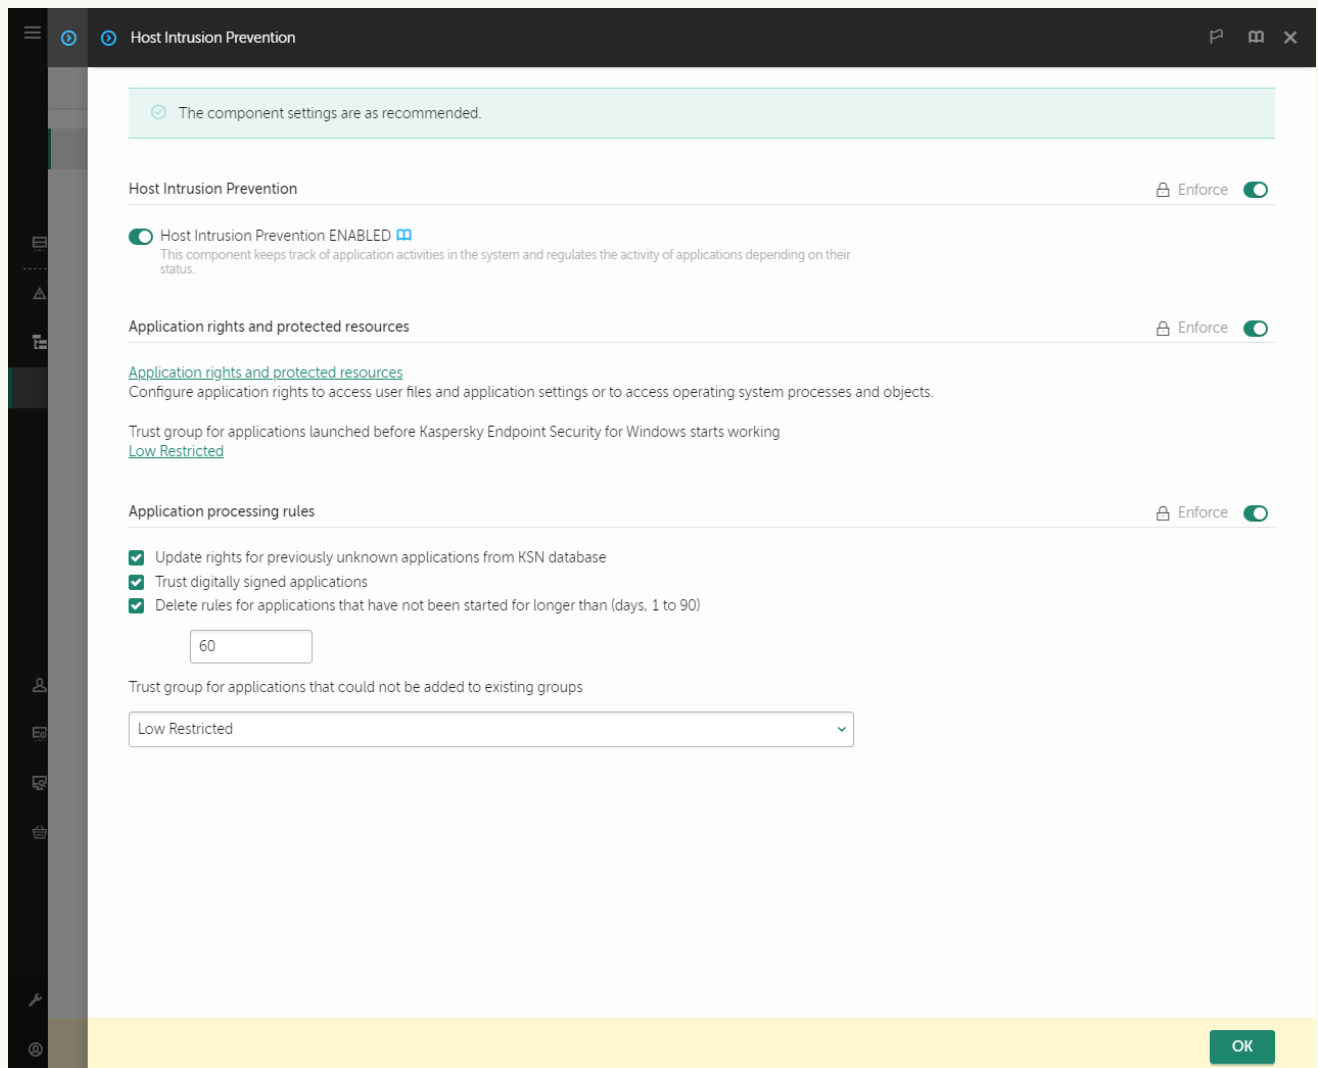 Host Intrusion Prevention
The component settings are as recommended.
Host Intrusion Prevention
Enforce
Host Intrusion Prevention ENABLED
This component keeps track of application activities in the system and regulates the activity of applications depending on their
status.
Application rights and protected resources
Enforce
Application rights and protected resources
Configure application rights to access user files and application settings or to access operating system processes and objects.
Trust group for applications launched before Kaspersky Endpoint Security for Windows starts working
Low Restricted
Application processing rules
Enforce
Update rights for previously unknown applications from KSN database
Trust digitally signed applications
Delete rules for applications that have not been started for longer than (days, 1 to 90)
60
Trust group for applications that could not be added to existing groups
Low Restricted
OK